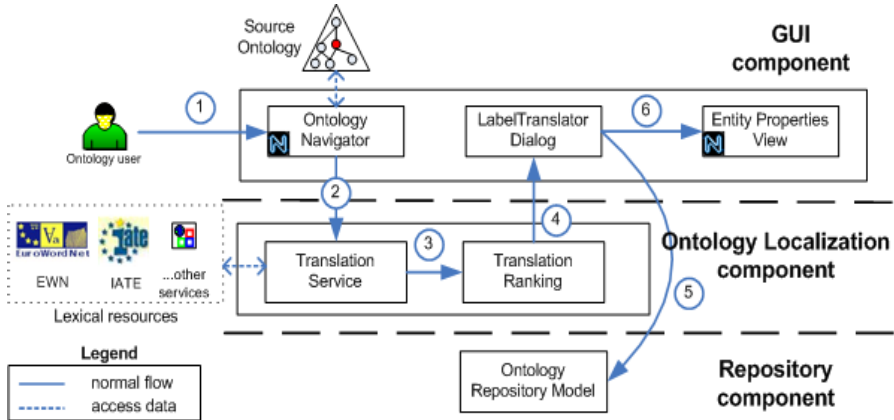 Source
Ontology
GUI
component
1
Ontology
Navigator
LabelTranslator
Dialog
6
Entity Properties
View
Ontology user
2
Va
EuroWordNet
Iate
EWN
IATE
...other
services
Lexical resources
Translation
Service
3
Translation
Ranking
4
Ontology Localization
component
5
Legend
normal flow
access data
Ontology
Repository Model
Repository
component